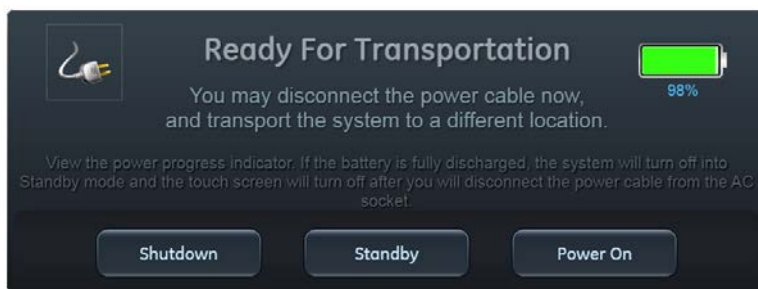 Ready For Transportation
98%
You may disconnect the power cable now,
and transport the system to a different location.
View the power progress indicator. If the battery is fully discharged, the system will turn off into
Standby mode and the touch screen will turn off after you will disconnect the power cable from the AC
socket.
Shutdown
Standby
Power On